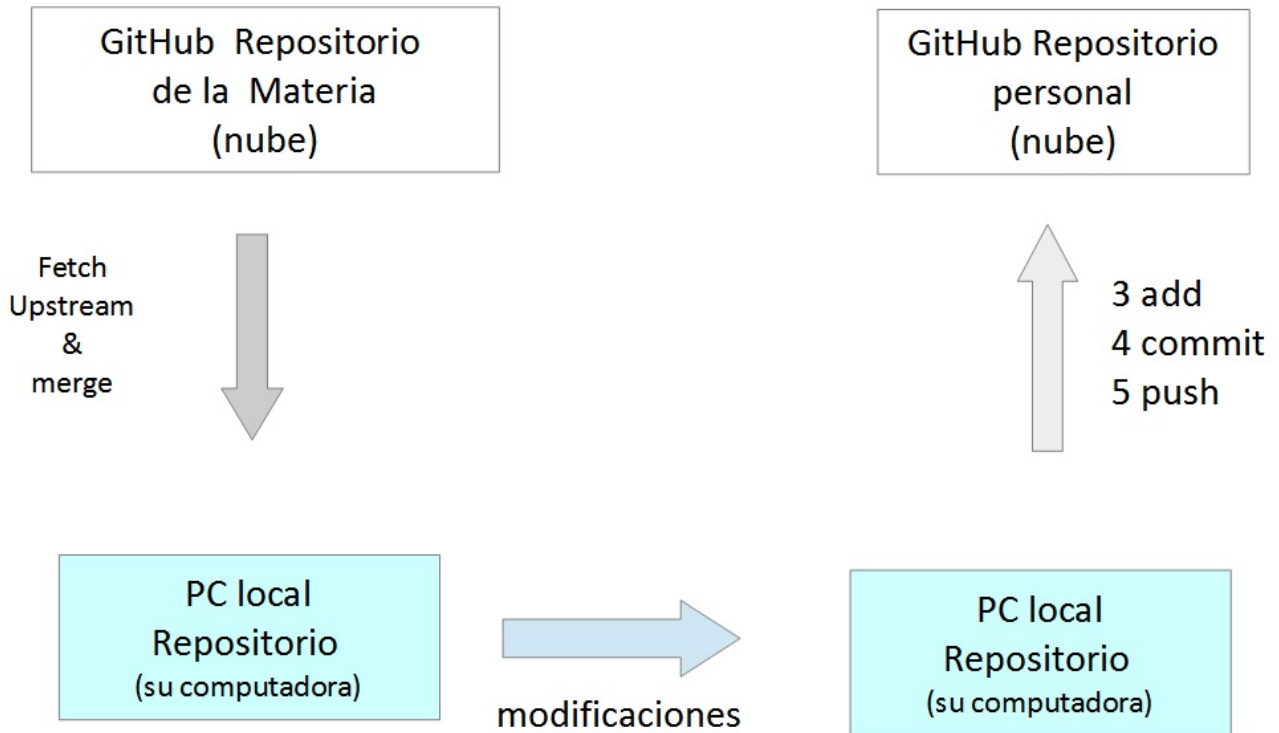 GitHub Repositorio
de la Materia
(nube)
GitHub Repositorio
personal
(nube)
Fetch
Upstream
&
merge
3 add
4 commit
5 push
PC local
Repositorio
(su computadora)
modificaciones
PC local
Repositorio
(su computadora)